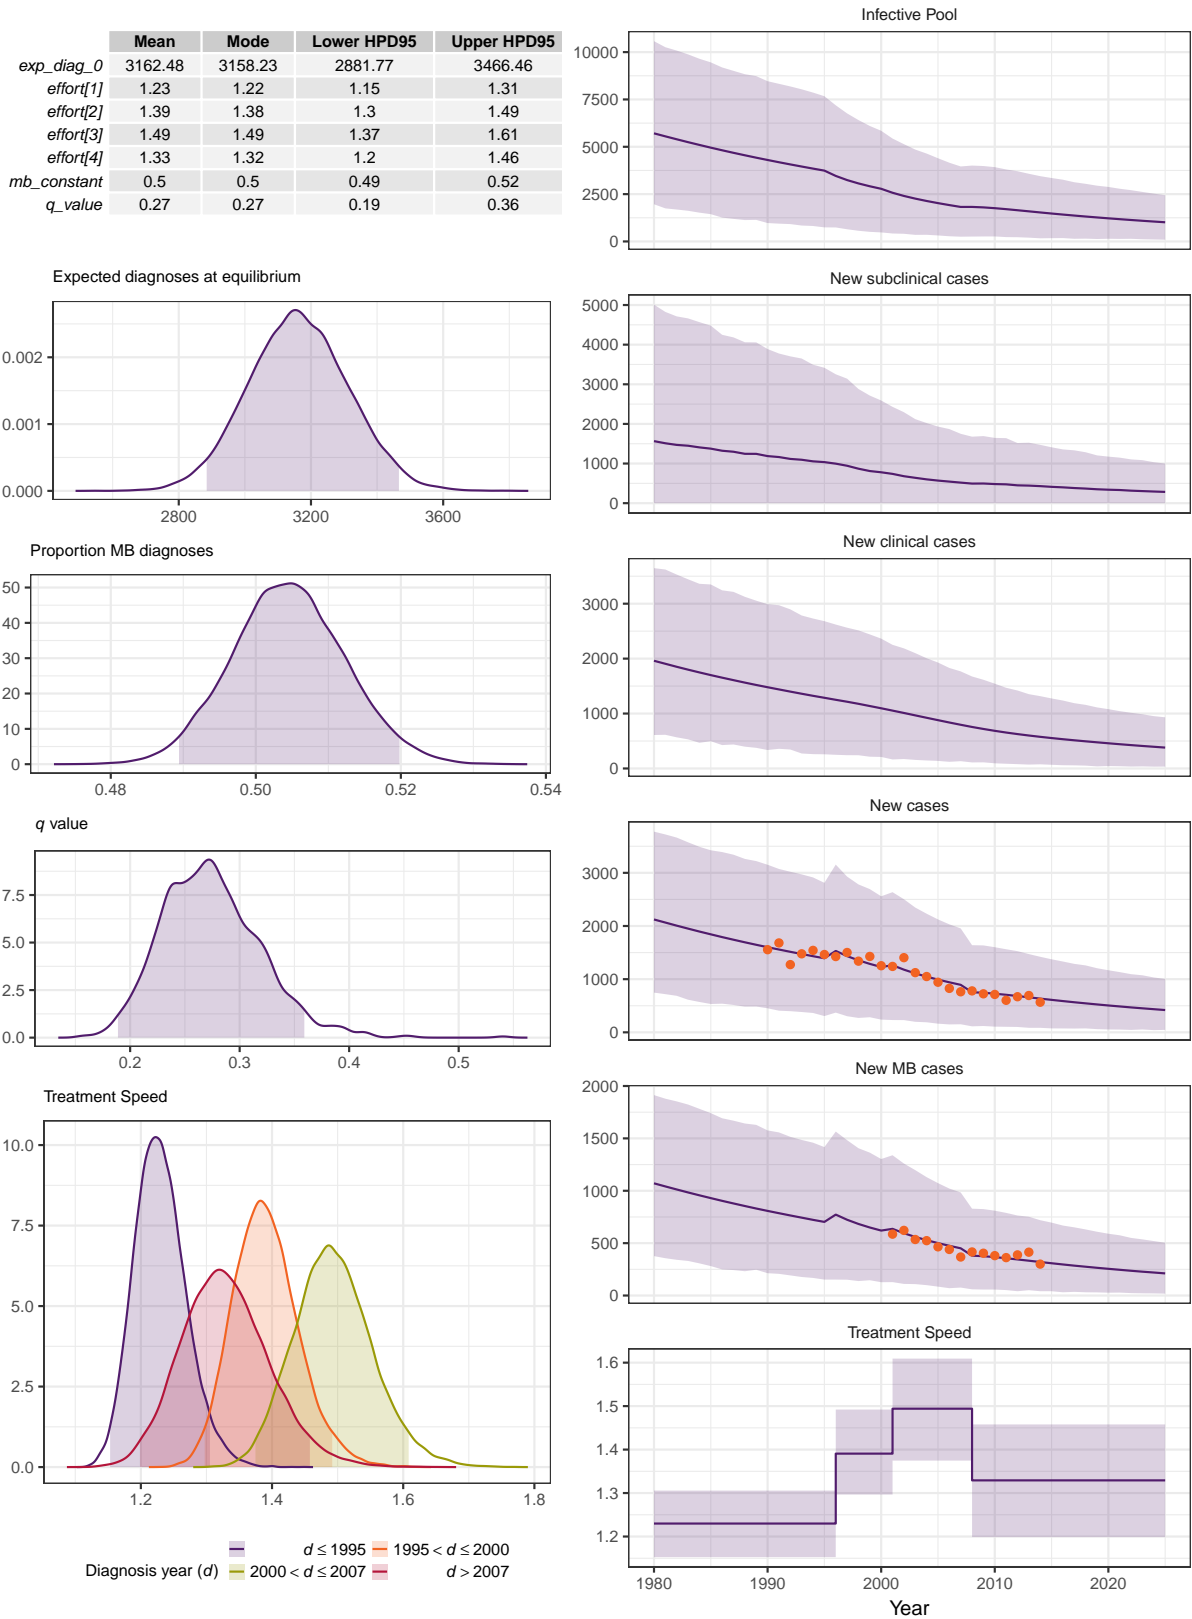 Mean Mode Lower HPD95 Upper HPD95
exp_diag_0 3162.48 3158.23 2881.77 3466.46
effort[1] 1.23 1.22 1.15 1.31
effort[2] 1.39 1.38 1.3 1.49
effort[3] 1.49 1.49 1.37 1.61
effort[4] 1.33 1.32 1.2 1.46
mb_constant 0.5 0.5 0.49 0.52
q_value 0.27 0.27 0.19 0.36
Expected diagnoses at equilibrium
0.002
0.001
0.000
2800 3200 3600
Proportion MB diagnoses
50
40
30
20
10
0
0.48 0.50 0.52 0.54
q value
7.5
5.0
2.5
0.0
0.2 0.3 0.4 0.5
Treatment Speed
10.0
7.5
5.0
2.5
0.0
1.2 1.4 1.6 1.8
Diagnosis year (d)
d ≤ 1995 1995 < d ≤ 2000
2000 < d ≤ 2007 d > 2007
Infective Pool
10000
7500
5000
2500
0
New subclinical cases
5000
4000
3000
2000
1000
0
New clinical cases
3000
2000
1000
0
New cases
3000
2000
1000
0
New MB cases
2000
1500
1000
500
0
Treatment Speed
1.6
1.5
1.4
1.3
1.2
1980 1990 2000 2010 2020
Year